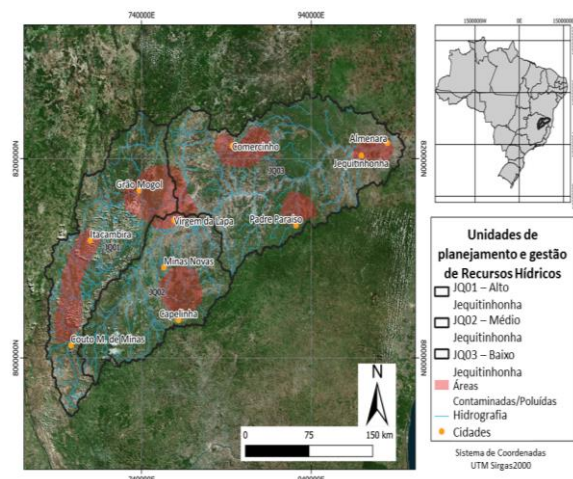 740000E
940000E
8200000N
8200000N
Almenara
Comercinho
Jequitinhonha
JQ03
Grão Mogol
Virgem da Lapa
Padre Paraíso
Itacambira
JQ01
Minas Novas
JQ02
Capelinha
Couto M. de Minas
8000000N
8000000N
N
0 75 150 km
740000E
940000E
Unidades de
planejamento e gestão
de Recursos Hídricos
JQ01 – Alto
Jequitinhonha
JQ02 – Médio
Jequitinhonha
JQ03 – Baixo
Jequitinhonha
Áreas
Contaminadas/Poluídas
Hidrografia
Cidades
Sistema de Coordenadas
UTM Sirgas2000